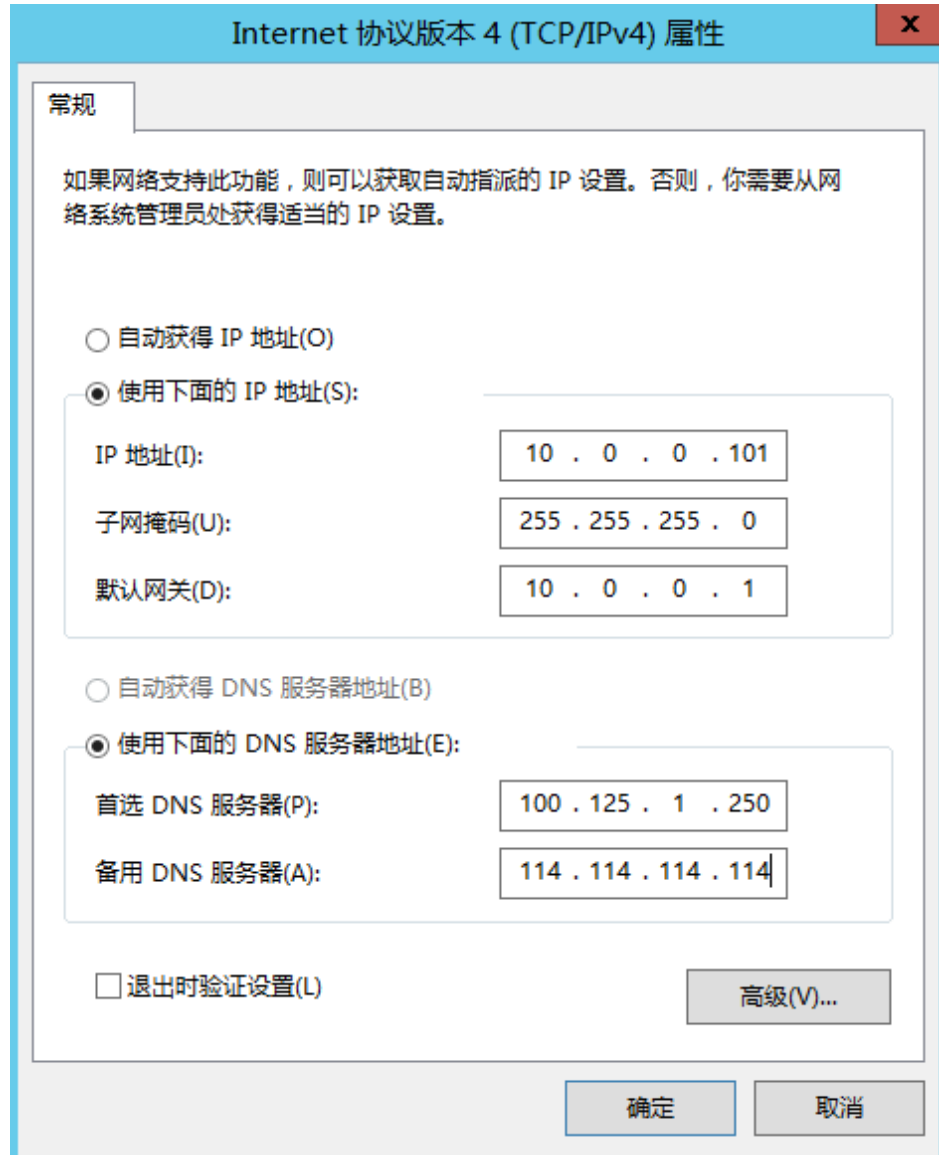 Internet 协议版本 4 (TCP/IPv4) 属性
x
常规
如果网络支持此功能，则可以获取自动指派的 IP 设置。否则，你需要从网
络系统管理员处获得适当的 IP 设置。
自动获得 IP 地址(O)
使用下面的 IP 地址(S):
IP 地址(I): 10 . 0 . 0 . 101
子网掩码(U): 255 . 255 . 255 . 0
默认网关(D): 10 . 0 . 0 . 1
自动获得 DNS 服务器地址(B)
使用下面的 DNS 服务器地址(E):
首选 DNS 服务器(P): 100 . 125 . 1 . 250
备用 DNS 服务器(A): 114 . 114 . 114 . 114
退出时验证设置(L)
高级(V)...
确定 取消